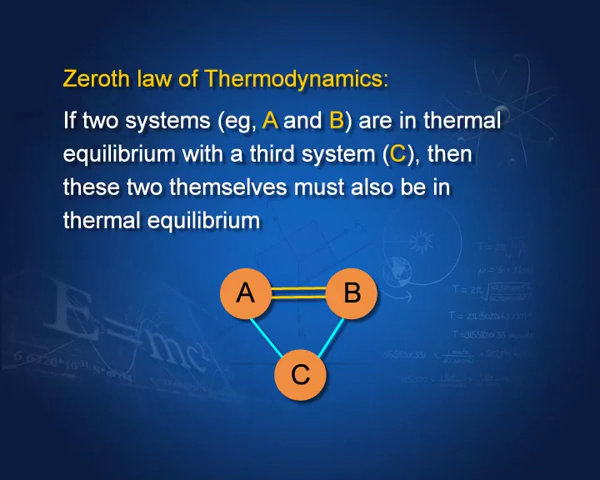 Zeroth law of Thermodynamics:
If two systems (eg, A and B) are in thermal
equilibrium with a third system (C), then
these two themselves must also be in
thermal equilibrium
A B
C
E=mc²